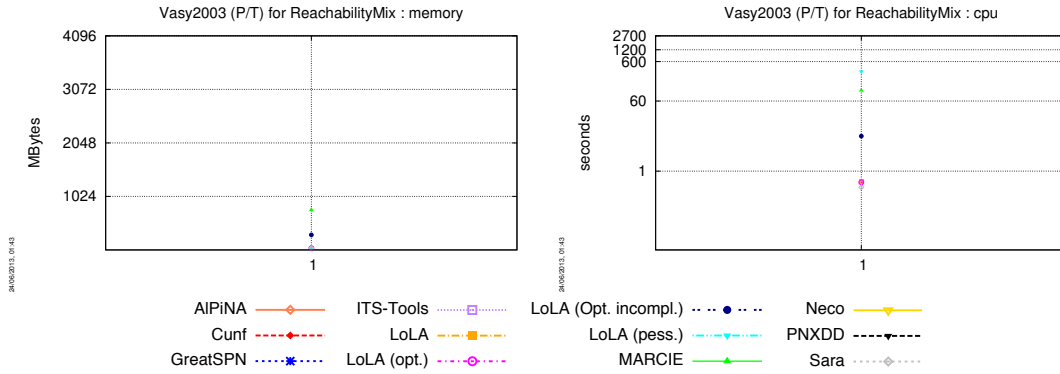 Vasy2003 (P/T) for ReachabilityMix : memory
4096
3072
2048
1024
MBytes
1
24/06/2013, 01:43
Vasy2003 (P/T) for ReachabilityMix : cpu
2700
1200
600
60
1
seconds
1
24/06/2013, 01:43
AlPiNA
Cunf
GreatSPN
ITS-Tools
LoLA
LoLA (opt.)
LoLA (Opt. incompl.)
LoLA (pess.)
MARCIE
Neco
PNXDD
Sara